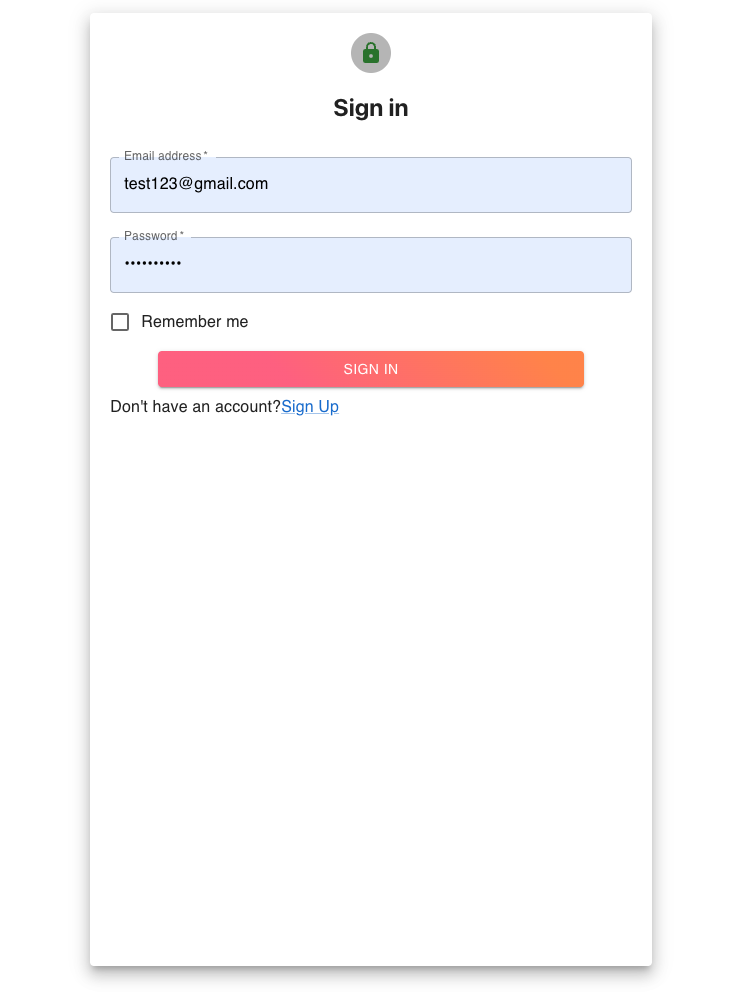 Sign in
Email address *
test123@gmail.com
Password *
••••••••••
Remember me
SIGN IN
Don't have an account?Sign Up